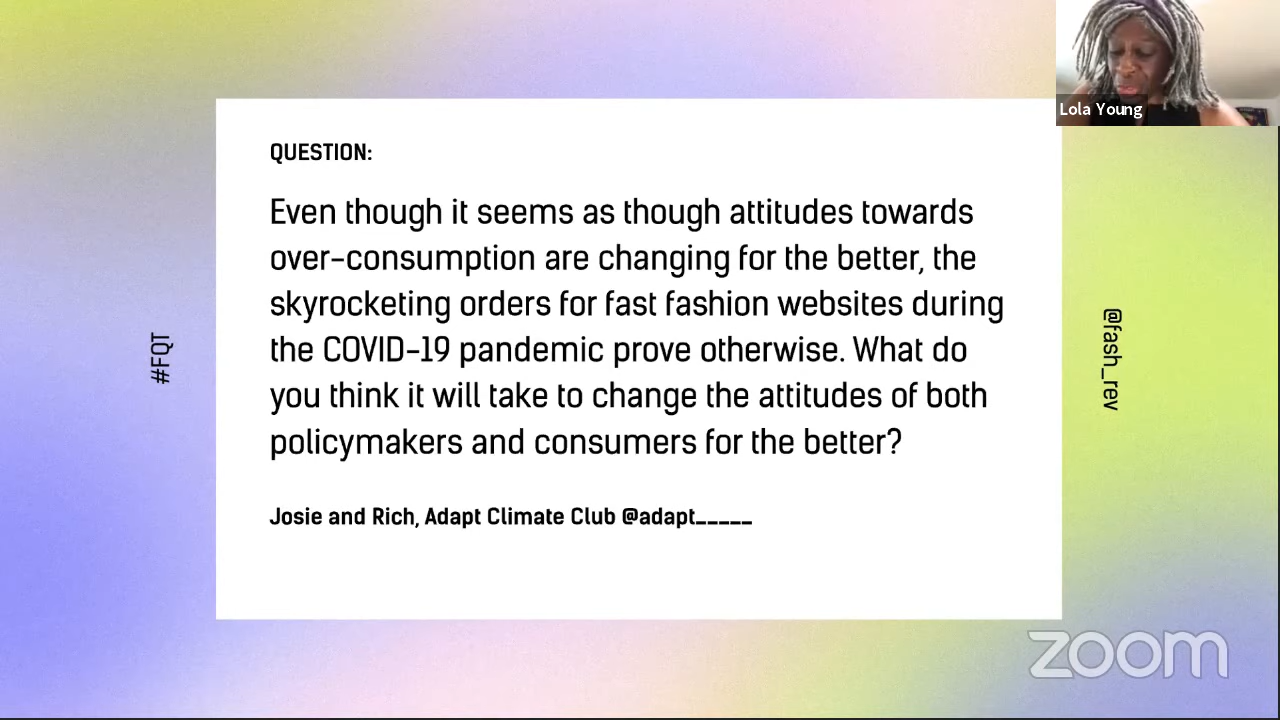 Lola Young
QUESTION:
Even though it seems as though attitudes towards
over-consumption are changing for the better, the
skyrocketing orders for fast fashion websites during
the COVID-19 pandemic prove otherwise. What do
you think it will take to change the attitudes of both
policymakers and consumers for the better?
Josie and Rich, Adapt Climate Club @adapt_____
#FQT
@fash_rev
zoom